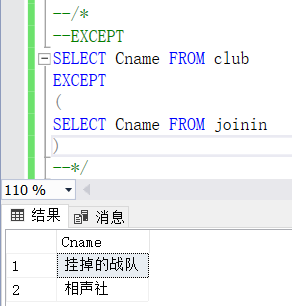 --/*
--EXCEPT
SELECT Cname FROM club
EXCEPT
(
SELECT Cname FROM joinin
)
--*/
110 %
结果 消息
Cname
1 挂掉的战队
2 相声社